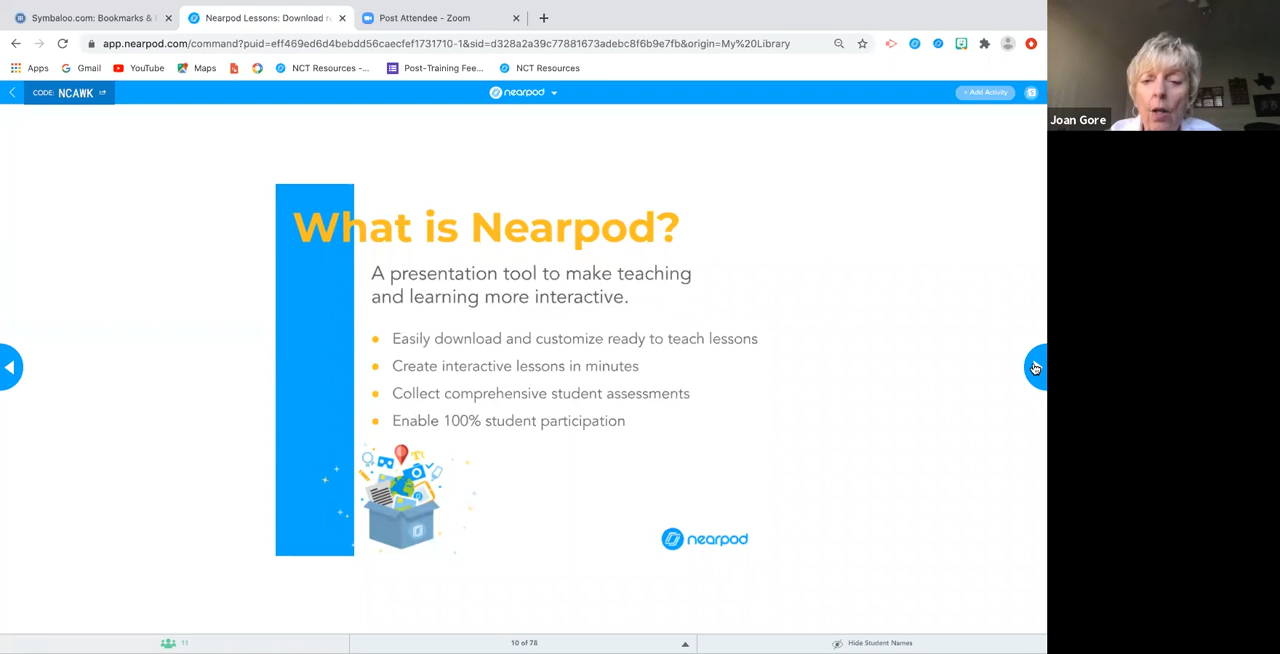 Symbaloo.com: Bookmarks &
Nearpod Lessons: Download r
Post Attendee - Zoom
app.nearpod.com/command?puid=eff469ed6d4bebdd56caecfef1731710-1&sid=d328a2a39c77881673adebc8f6b9e7fb&origin=My%20Library
Apps
Gmail
YouTube
Maps
NCT Resources -...
Post-Training Fee...
NCT Resources
CODE: NCAWK
nearpod
+ Add Activity
S
Joan Gore
What is Nearpod?
A presentation tool to make teaching
and learning more interactive.
Easily download and customize ready to teach lessons
Create interactive lessons in minutes
Collect comprehensive student assessments
Enable 100% student participation
nearpod
11
10 of 78
Hide Student Names